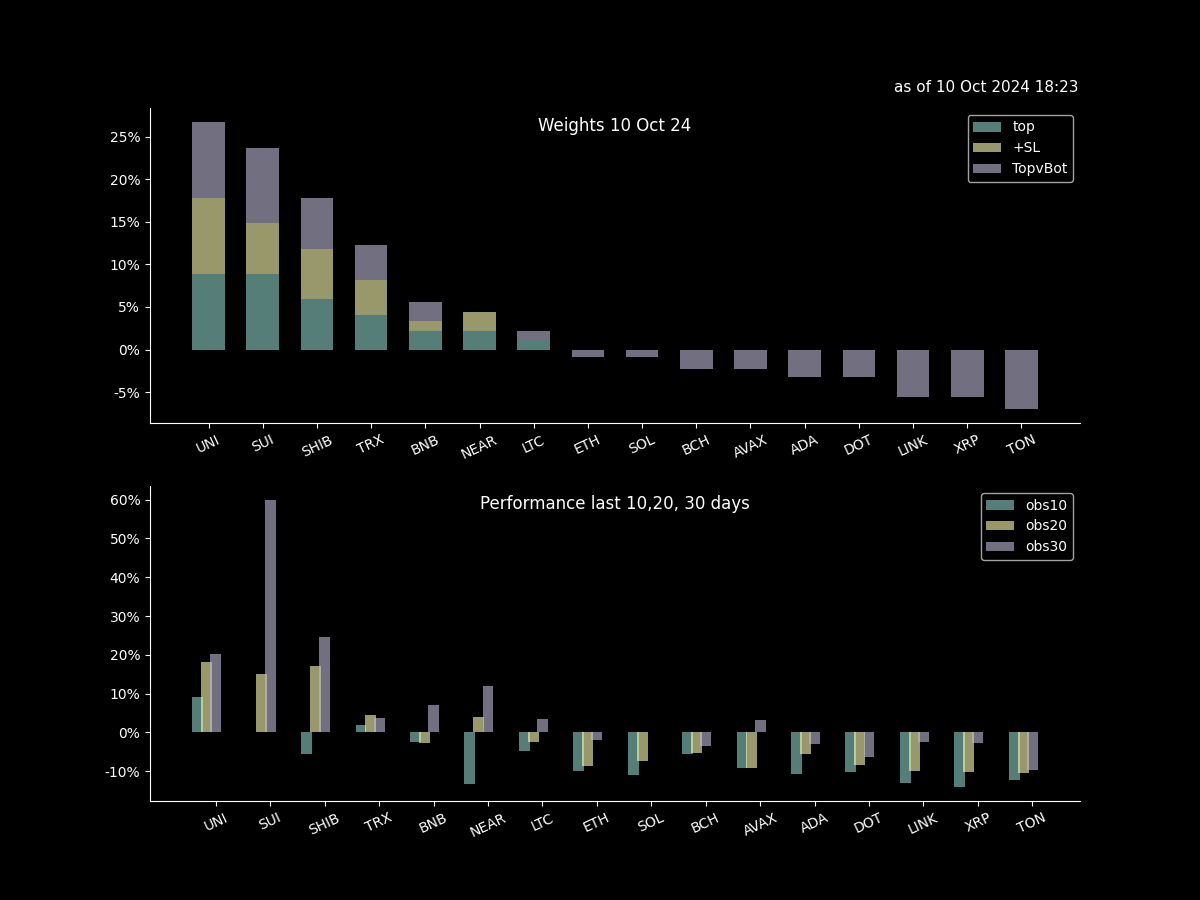 as of 10 Oct 2024 18:23
Weights 10 Oct 24
top
+SL
TopvBot
25%
20%
15%
10%
5%
0%
-5%
UNI SUI SHIB TRX BNB NEAR LTC ETH SOL BCH AVAX ADA DOT LINK XRP TON
Performance last 10,20, 30 days
obs10
obs20
obs30
60%
50%
40%
30%
20%
10%
0%
-10%
UNI SUI SHIB TRX BNB NEAR LTC ETH SOL BCH AVAX ADA DOT LINK XRP TON